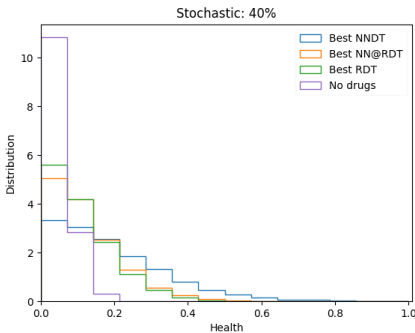 Stochastic: 40%
Best NNDT
Best NN@RDT
Best RDT
No drugs
Distribution
10
8
6
4
2
0
0.0 0.2 0.4 0.6 0.8 1.0
Health